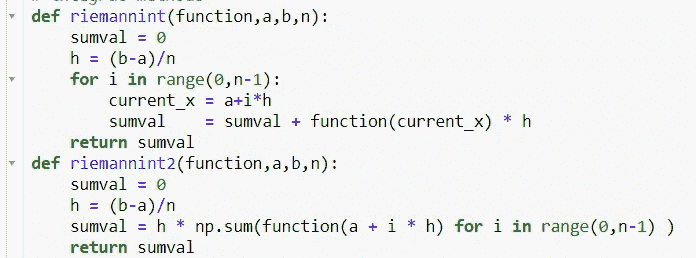 def riemannint(function,a,b,n):
    sumval = 0
    h = (b-a)/n
    for i in range(0,n-1):
        current_x = a+i*h
        sumval    = sumval + function(current_x) * h
    return sumval
def riemannint2(function,a,b,n):
    sumval = 0
    h = (b-a)/n
    sumval = h * np.sum(function(a + i * h) for i in range(0,n-1) )
    return sumval